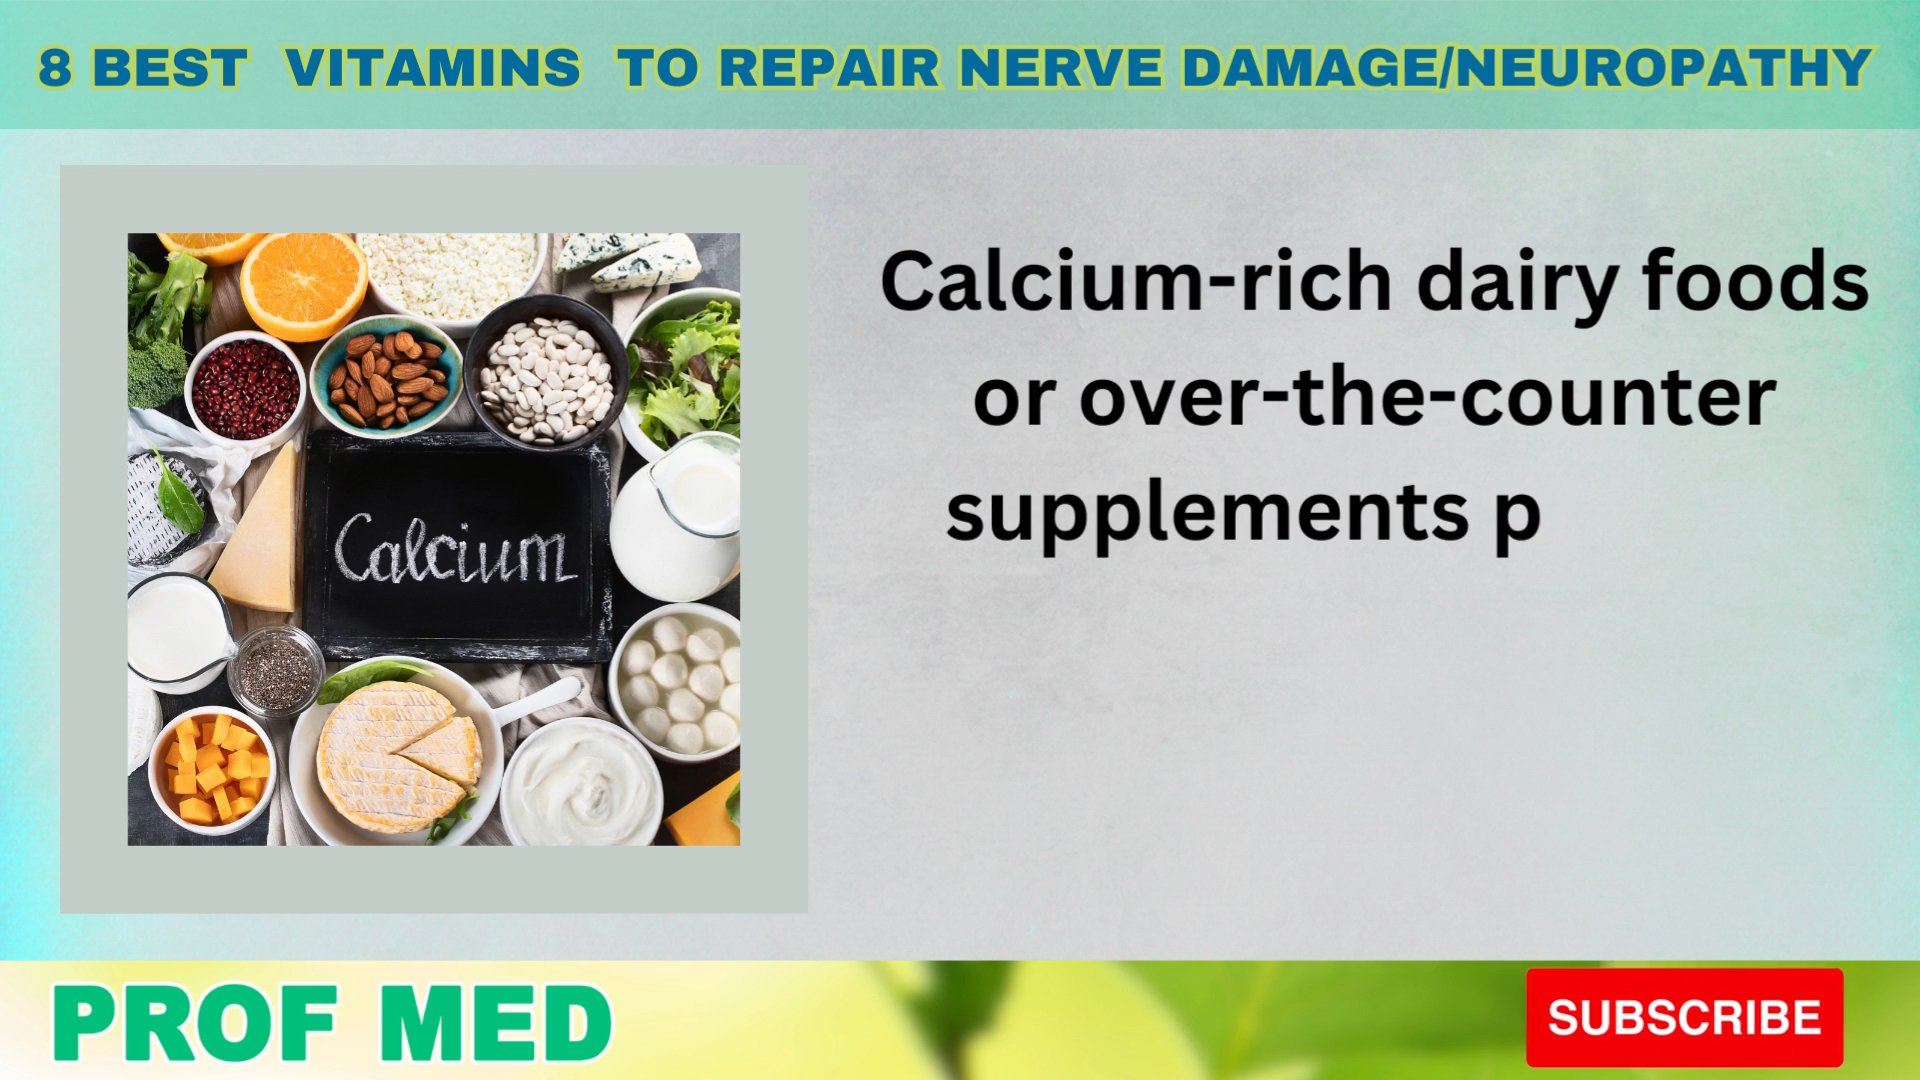 8 BEST VITAMINS TO REPAIR NERVE DAMAGE/NEUROPATHY
Calcium-rich dairy foods
or over-the-counter
supplements p
Calcium
PROF MED
SUBSCRIBE